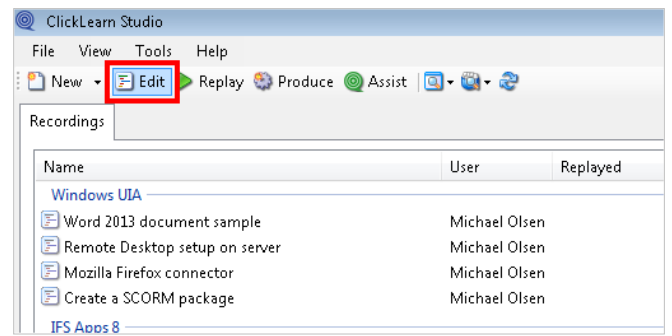 ClickLearn Studio
File View Tools Help
New Edit Replay Produce Assist
Recordings
Name User Replayed
Windows UIA
Word 2013 document sample Michael Olsen
Remote Desktop setup on server Michael Olsen
Mozilla Firefox connector Michael Olsen
Create a SCORM package Michael Olsen
IFS Apps 8